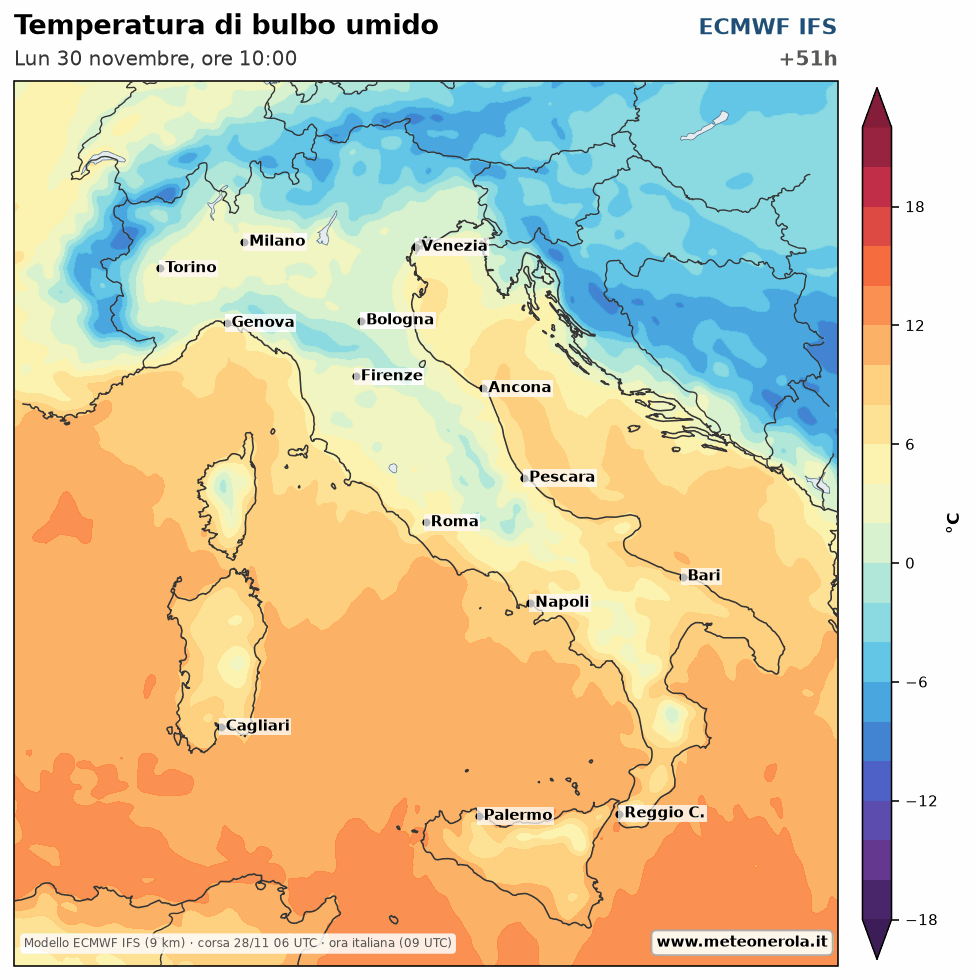 Temperatura di bulbo umido
ECMWF IFS
Lun 30 novembre, ore 10:00
+51h
Milano
Venezia
Torino
Genova
Bologna
Firenze
Ancona
Pescara
Roma
Bari
Napoli
Cagliari
Palermo
Reggio C.
18
12
6
0
−6
−12
−18
°C
Modello ECMWF IFS (9 km) · corsa 28/11 06 UTC · ora italiana (09 UTC)
www.meteonerola.it